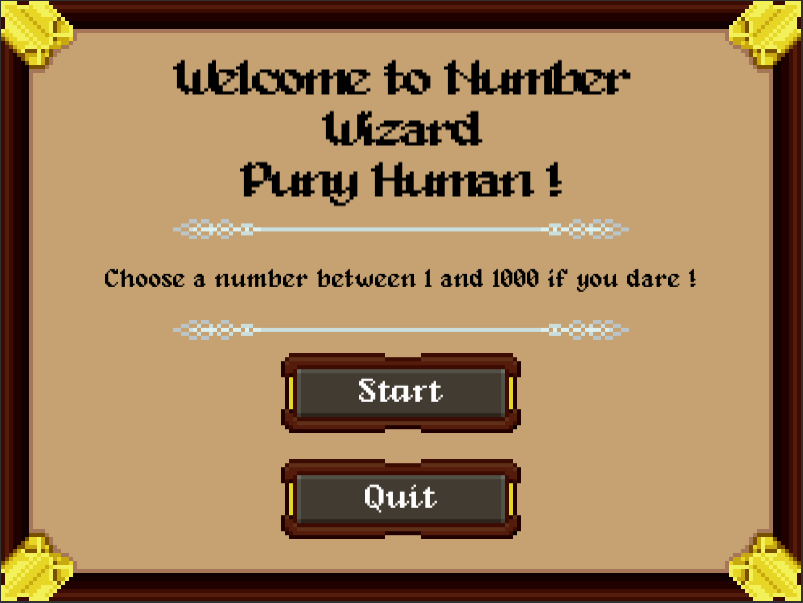 Welcome to Number
Wizard
Puny Human !
Choose a number between 1 and 1000 if you dare !
Start
Quit